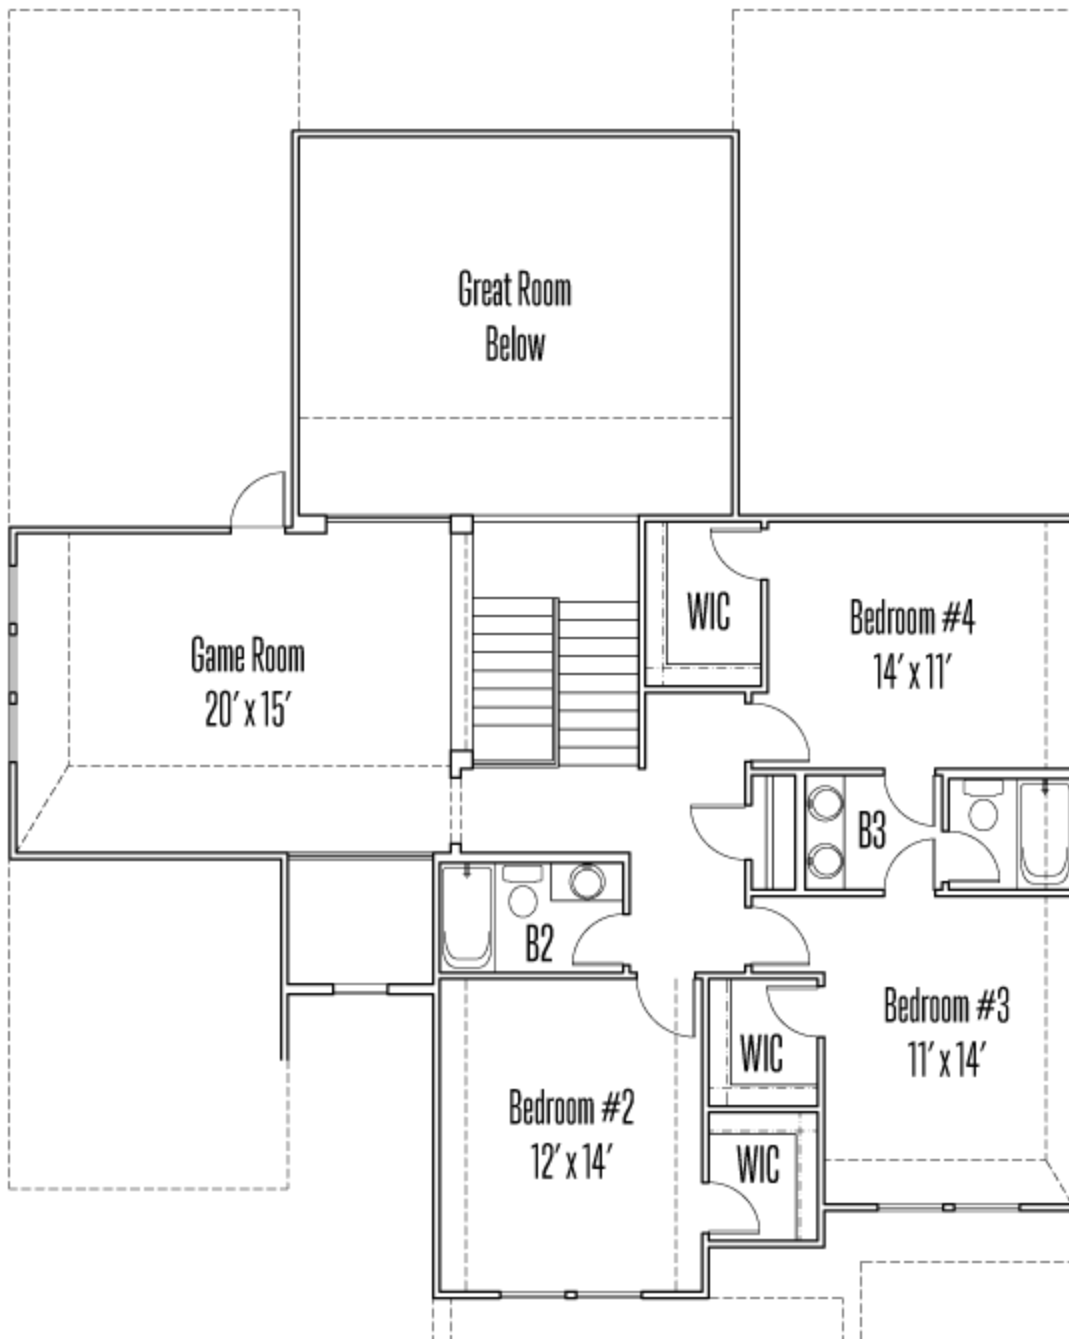 Great Room
Below
WIC
Bedroom #4
14' x 11'
Game Room
20' x 15'
B3
B2
Bedroom #3
11' x 14'
WIC
Bedroom #2
12' x 14'
WIC